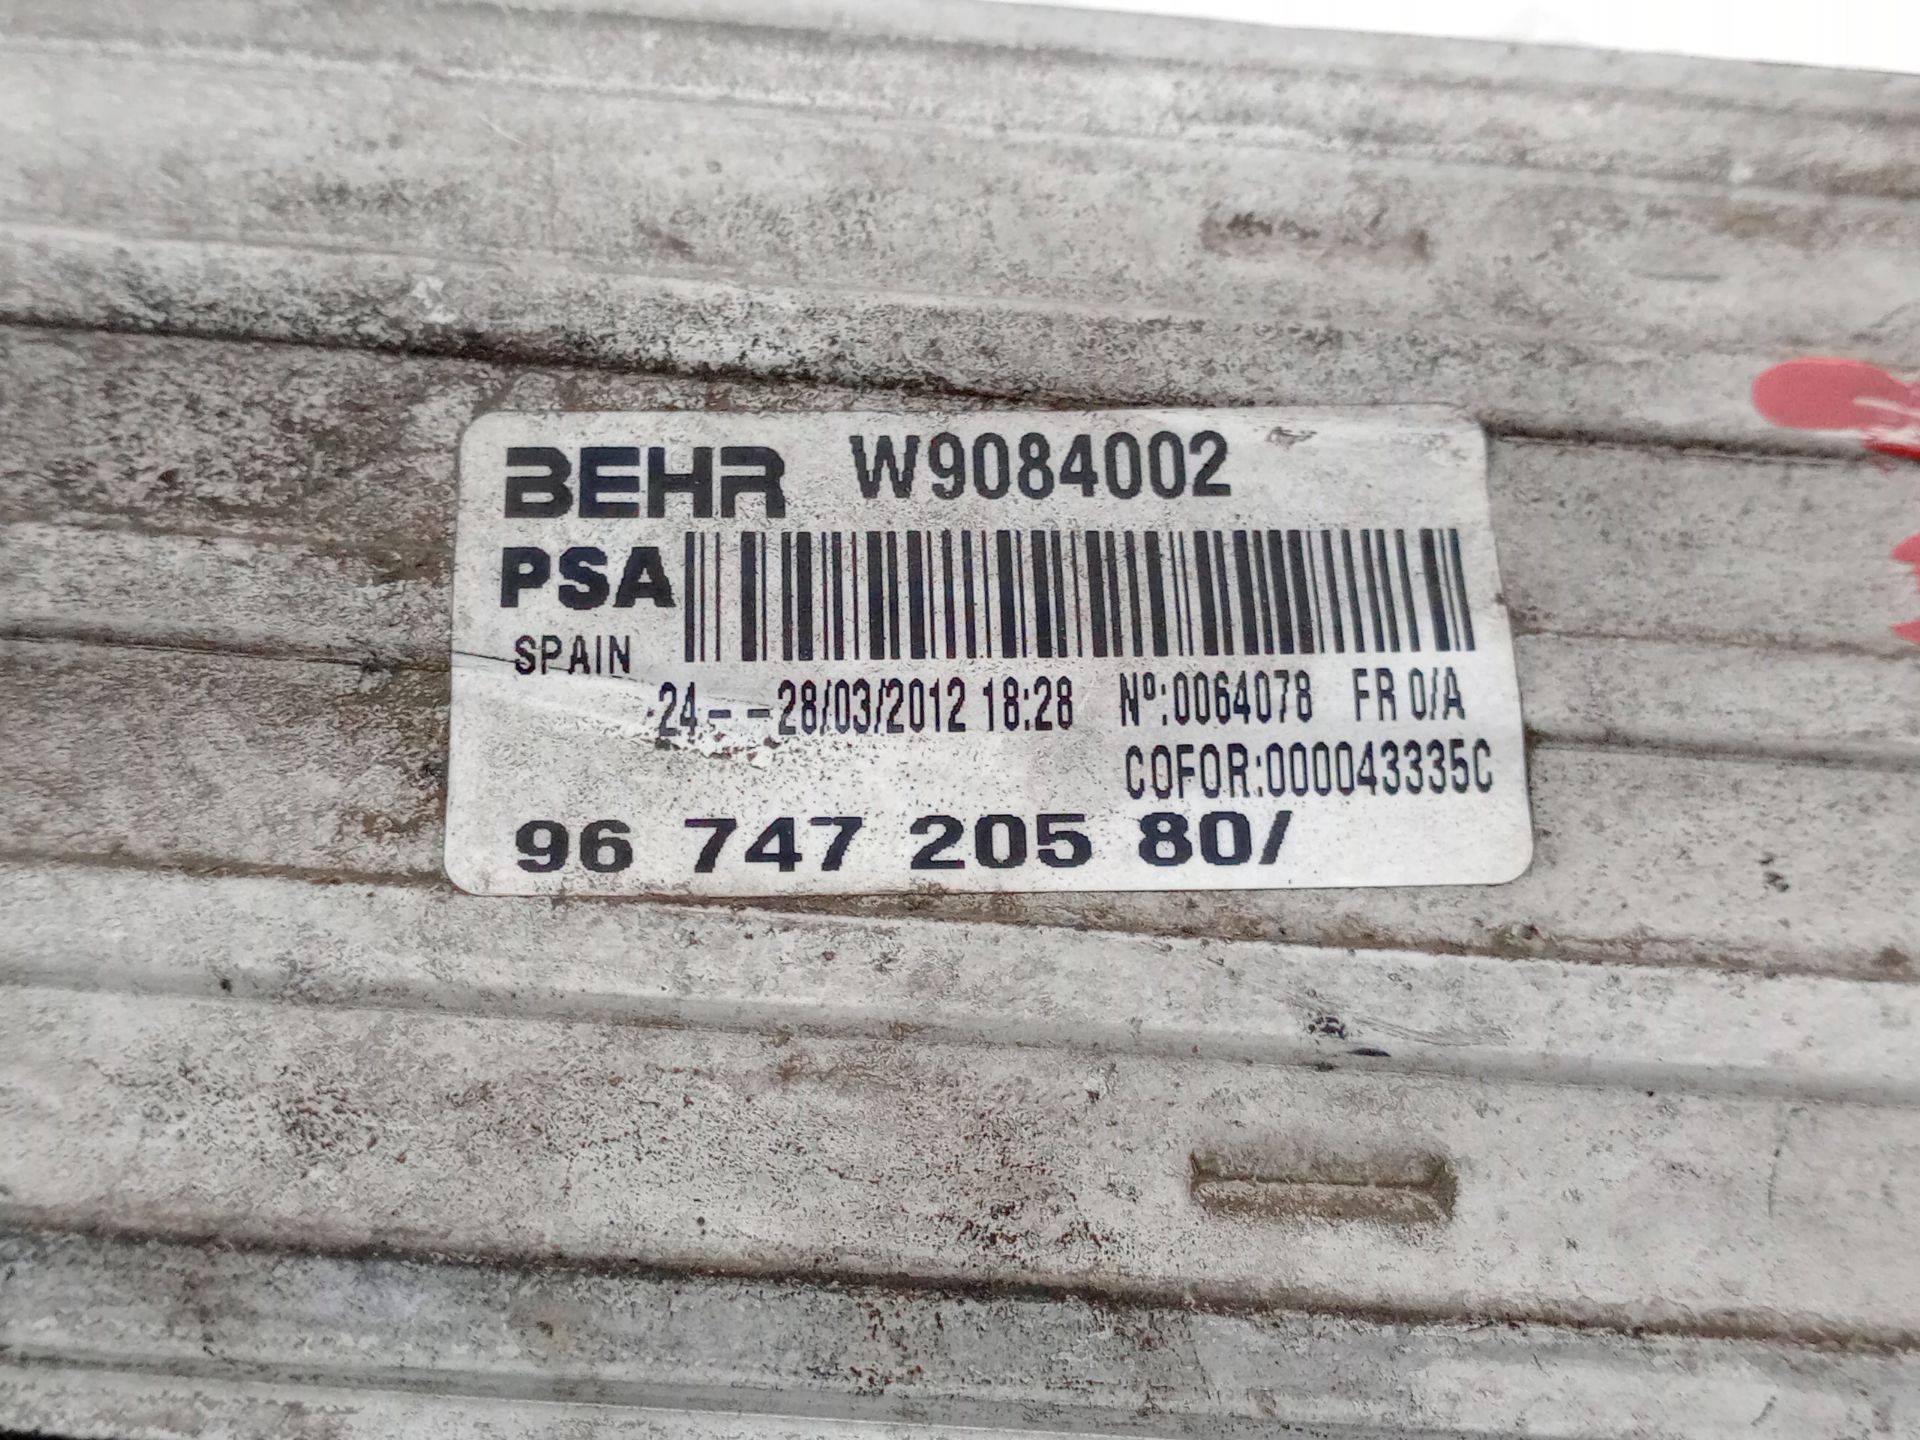 BEHR W9084002
PSA
SPAIN
24--28/03/2012 18:28 Nº:0064078 FR 0/A
COFOR:000043335C
96 747 205 80/